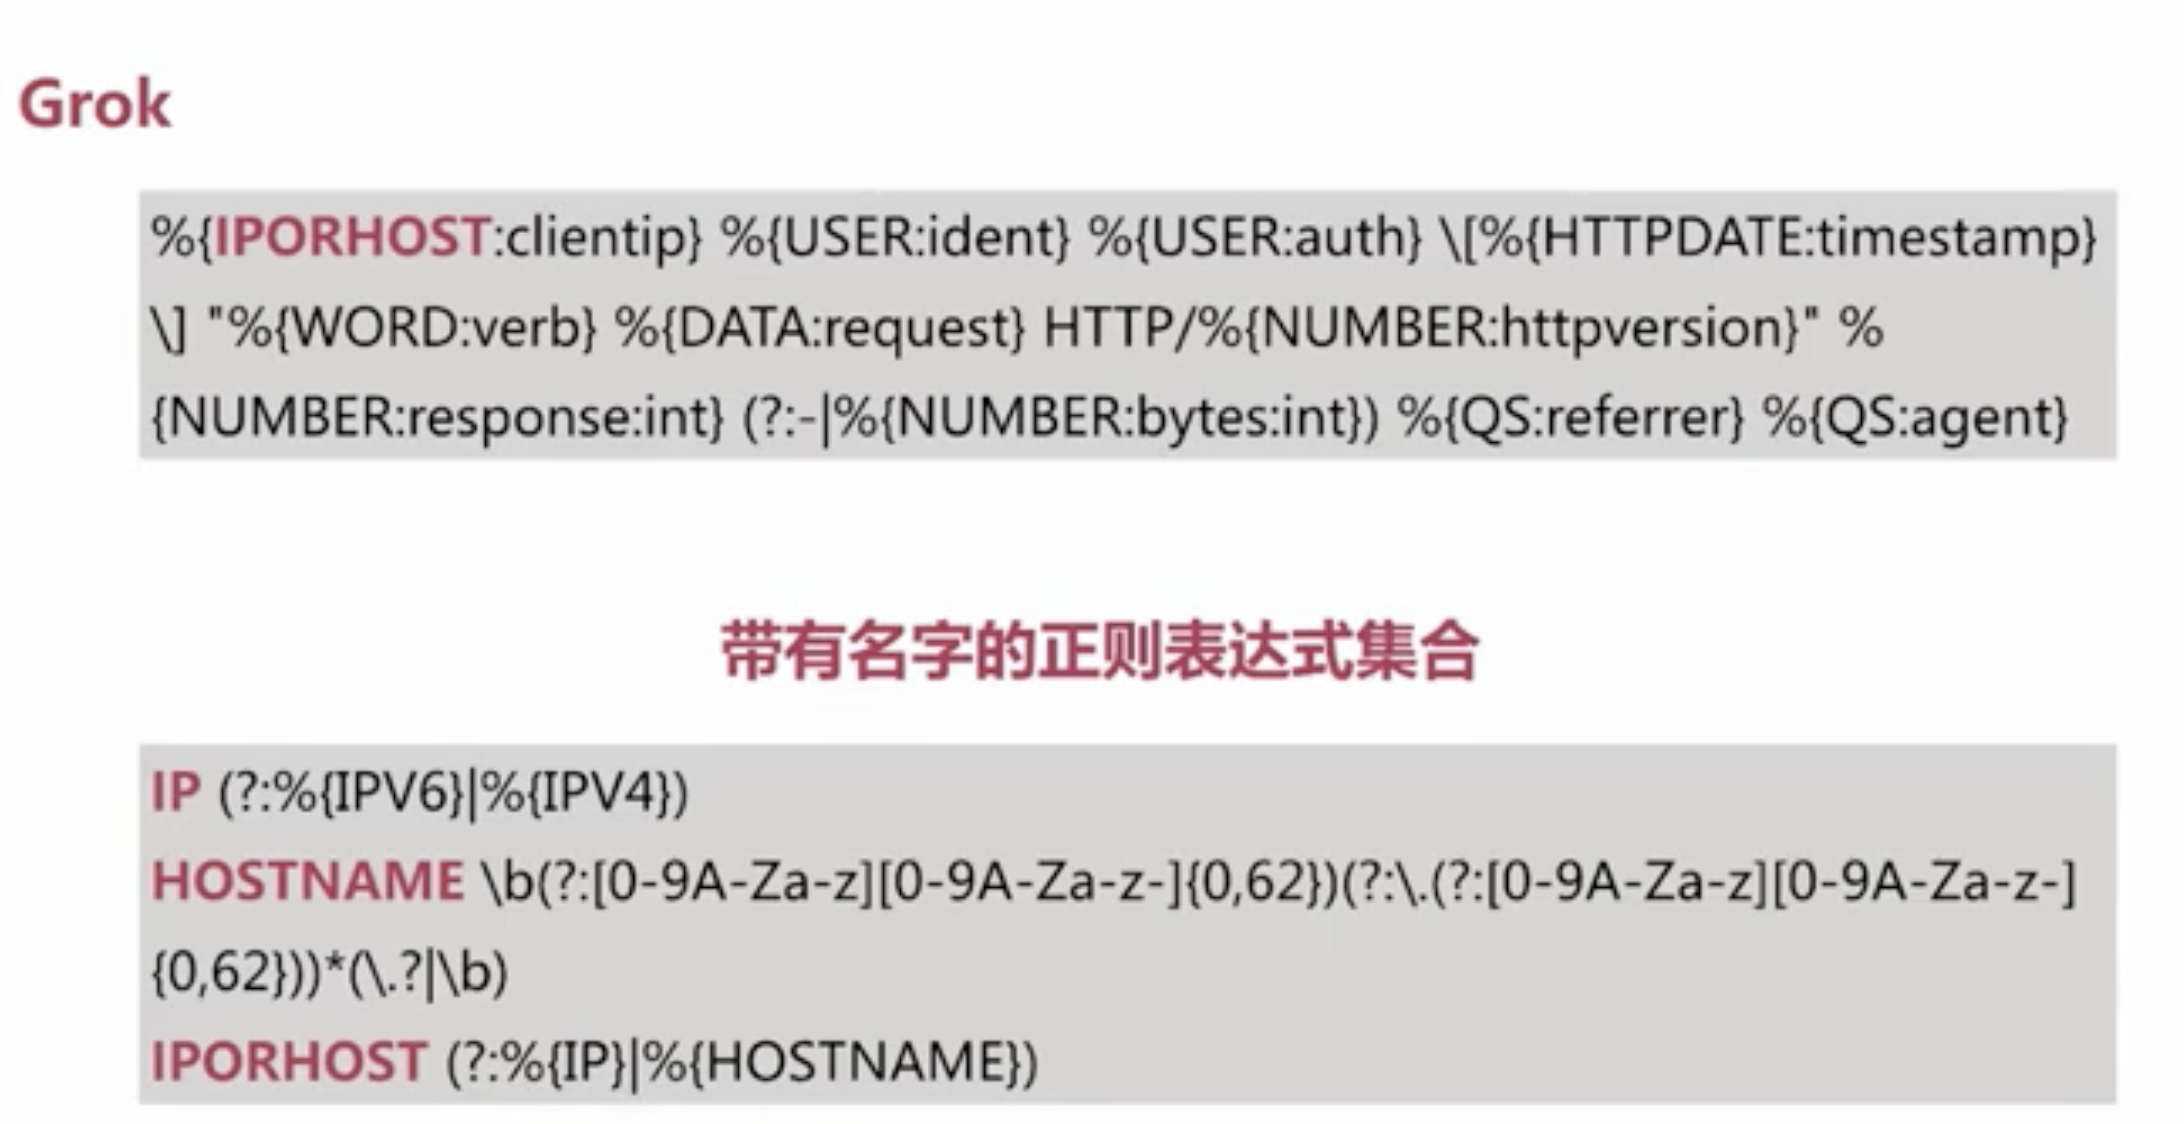 Grok
%{IPORHOST:clientip} %{USER:ident} %{USER:auth} \[%{HTTPDATE:timestamp}
\] "%{WORD:verb} %{DATA:request} HTTP/%{NUMBER:httpversion}" %
{NUMBER:response:int} (?:-|%{NUMBER:bytes:int}) %{QS:referrer} %{QS:agent}
带有名字的正则表达式集合
IP (?:%{IPV6}|%{IPV4})
HOSTNAME \b(?:[0-9A-Za-z][0-9A-Za-z-]{0,62})(?:\.(?:[0-9A-Za-z][0-9A-Za-z-]
{0,62}))*(\.?|\b)
IPORHOST (?:%{IP}|%{HOSTNAME})